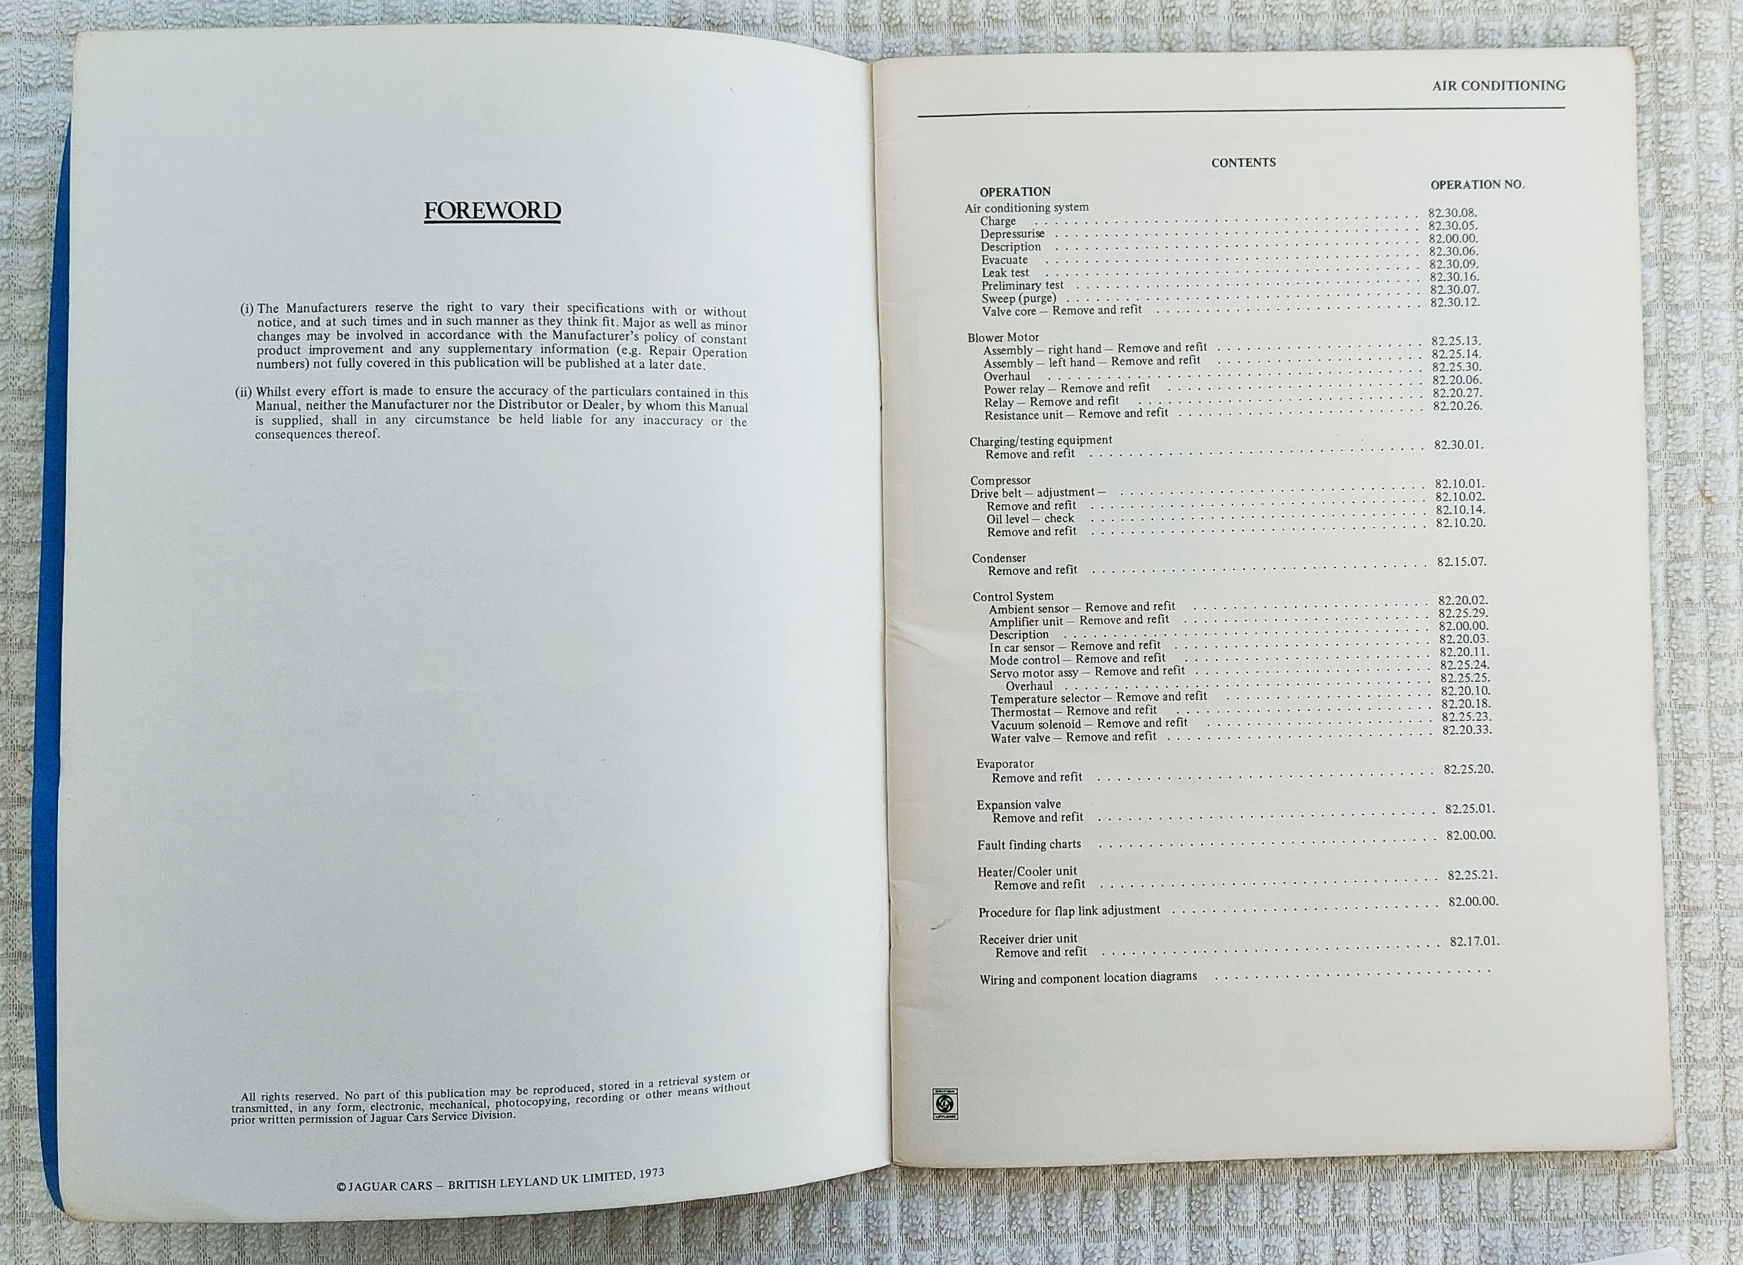 FOREWORD
(i) The Manufacturers reserve the right to vary their specifications with or without
notice, and at such times and in such manner as they think fit. Major as well as minor
changes may be involved in accordance with the Manufacturer's policy of constant
product improvement and any supplementary information (e.g. Repair Operation
numbers) not fully covered in this publication will be published at a later date.
(ii) Whilst every effort is made to ensure the accuracy of the particulars contained in this
Manual, neither the Manufacturer nor the Distributor or Dealer, by whom this Manual
is supplied, shall in any circumstance be held liable for any inaccuracy or the
consequences thereof.
All rights reserved. No part of this publication may be reproduced, stored in a retrieval system or
transmitted, in any form, electronic, mechanical, photocopying, recording or other means without
prior written permission of Jaguar Cars Service Division.
©JAGUAR CARS – BRITISH LEYLAND UK LIMITED, 1973
AIR CONDITIONING
CONTENTS
OPERATION OPERATION NO.
Air conditioning system
Charge 82.30.08.
Depressurise 82.30.05.
Description 82.00.00.
Evacuate 82.30.06.
Leak test 82.30.09.
Preliminary test 82.30.16.
Sweep (purge) 82.30.07.
Valve core – Remove and refit 82.30.12.
Blower Motor
Assembly – right hand – Remove and refit 82.25.13.
Assembly – left hand – Remove and refit 82.25.14.
Overhaul 82.25.30.
Power relay – Remove and refit 82.20.06.
Relay – Remove and refit 82.20.27.
Resistance unit – Remove and refit 82.20.26.
Charging/testing equipment
Remove and refit 82.30.01.
Compressor
Drive belt – adjustment – 82.10.01.
Remove and refit 82.10.02.
Oil level – check 82.10.14.
Remove and refit 82.10.20.
Condenser
Remove and refit 82.15.07.
Control System
Ambient sensor – Remove and refit 82.20.02.
Amplifier unit – Remove and refit 82.25.29.
Description 82.00.00.
In car sensor – Remove and refit 82.20.03.
Mode control – Remove and refit 82.20.11.
Servo motor assy – Remove and refit 82.25.24.
Overhaul 82.25.25.
Temperature selector – Remove and refit 82.20.10.
Thermostat – Remove and refit 82.20.18.
Vacuum solenoid – Remove and refit 82.25.23.
Water valve – Remove and refit 82.20.33.
Evaporator
Remove and refit 82.25.20.
Expansion valve
Remove and refit 82.25.01.
Fault finding charts 82.00.00.
Heater/Cooler unit
Remove and refit 82.25.21.
Procedure for flap link adjustment 82.00.00.
Receiver drier unit
Remove and refit 82.17.01.
Wiring and component location diagrams
BRITISH
LEYLAND